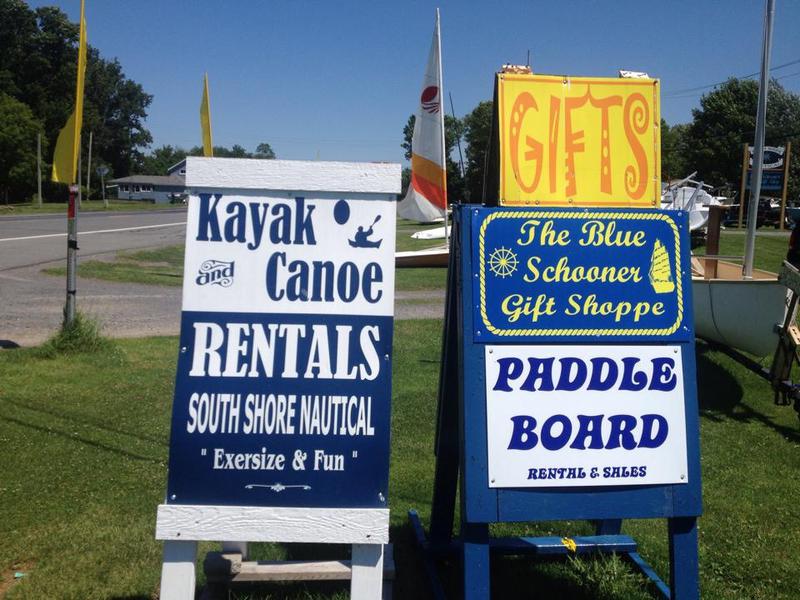 Kayak
and Canoe
RENTALS
SOUTH SHORE NAUTICAL
" Exersize & Fun "
GIFTS
The Blue
Schooner
Gift Shoppe
PADDLE
BOARD
RENTAL & SALES